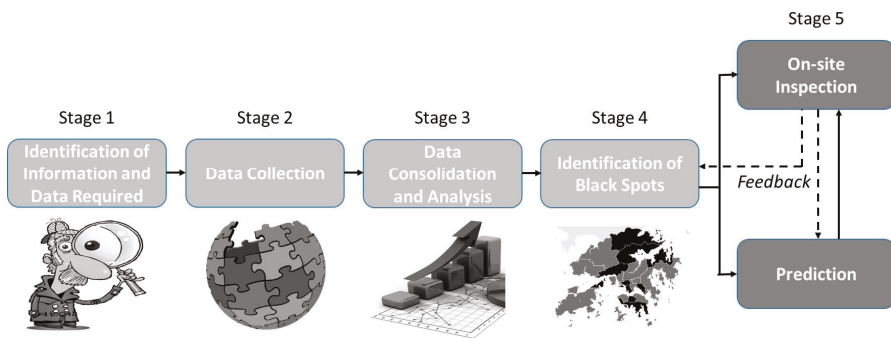 Stage 1
Identification of
Information and
Data Required
Stage 2
Data Collection
Stage 3
Data
Consolidation
and Analysis
Stage 4
Identification of
Black Spots
Stage 5
On-site
Inspection
Feedback
Prediction